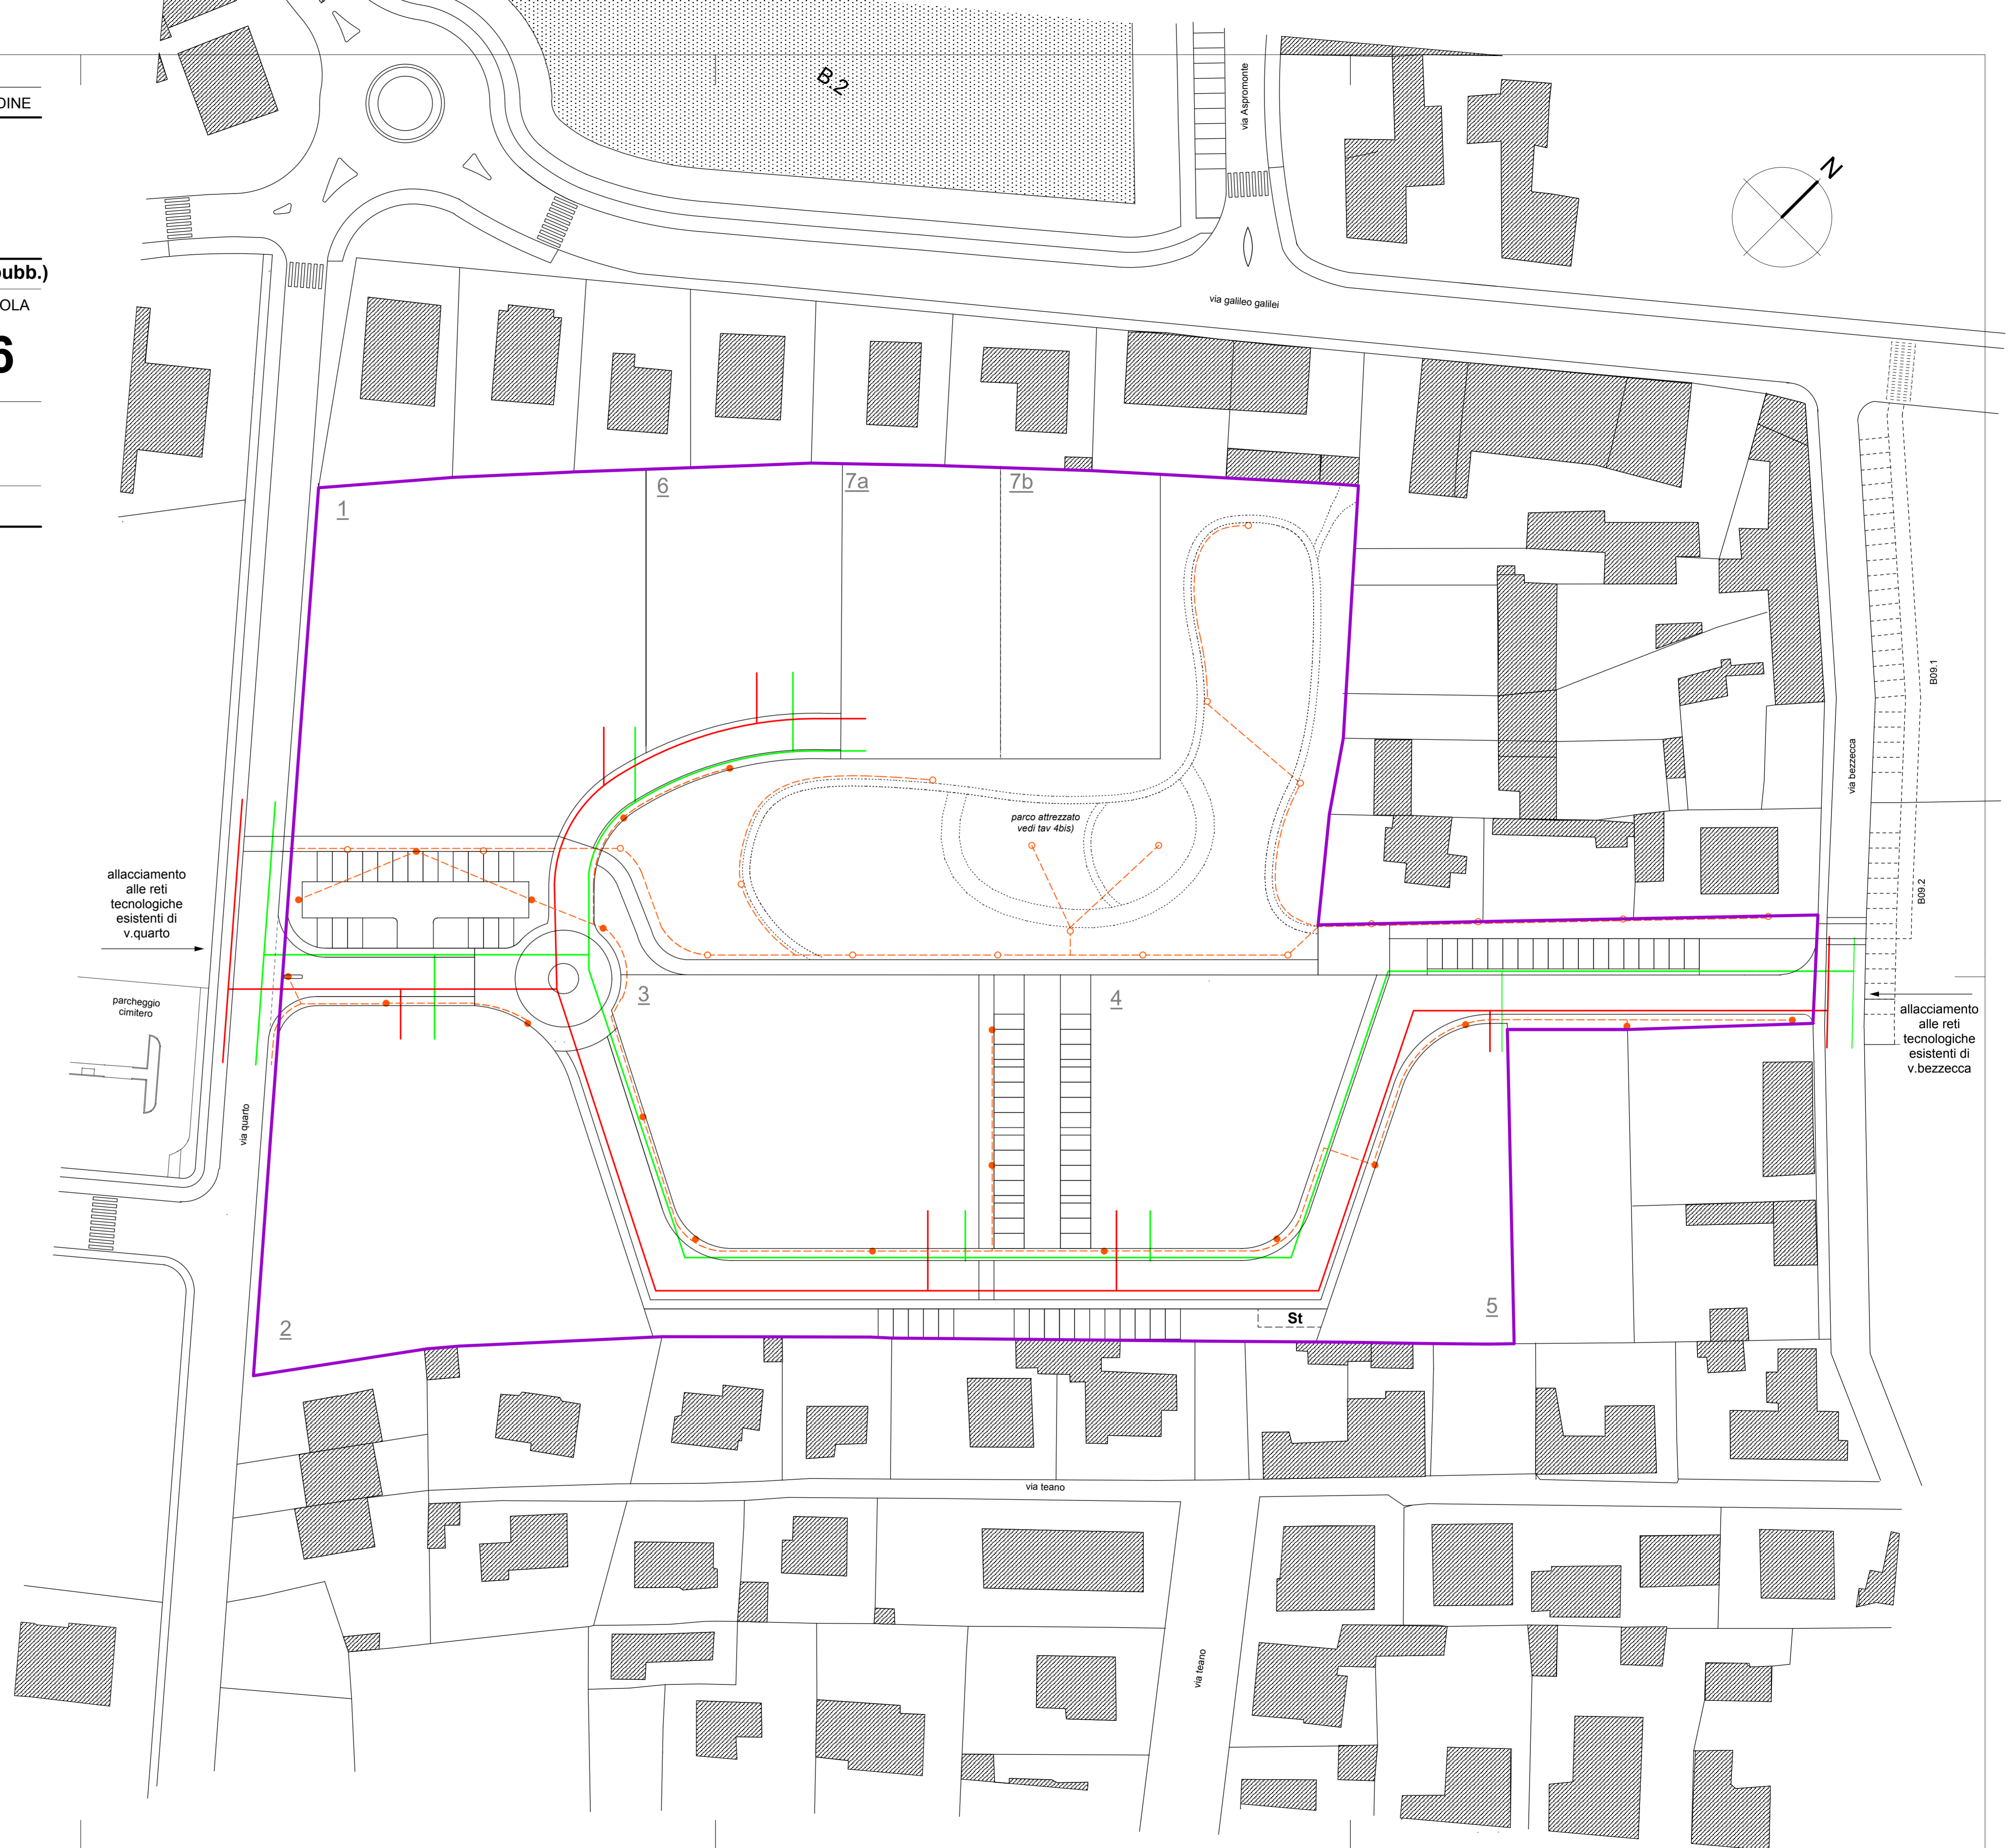 B.2
via Aspromonte
N
DINE
pubb.)
OLA
6
via galileo galilei
1
6
7a
7b
B09.1
via bezzecca
parco attrezzato
vedi tav 4bis)
B09.2
allacciamento
alle reti
tecnologiche
esistenti di
v.quarto
parcheggio
cimitero
3
4
allacciamento
alle reti
tecnologiche
esistenti di
v.bezzecca
via quarto
2
5
St
via teano
via teano